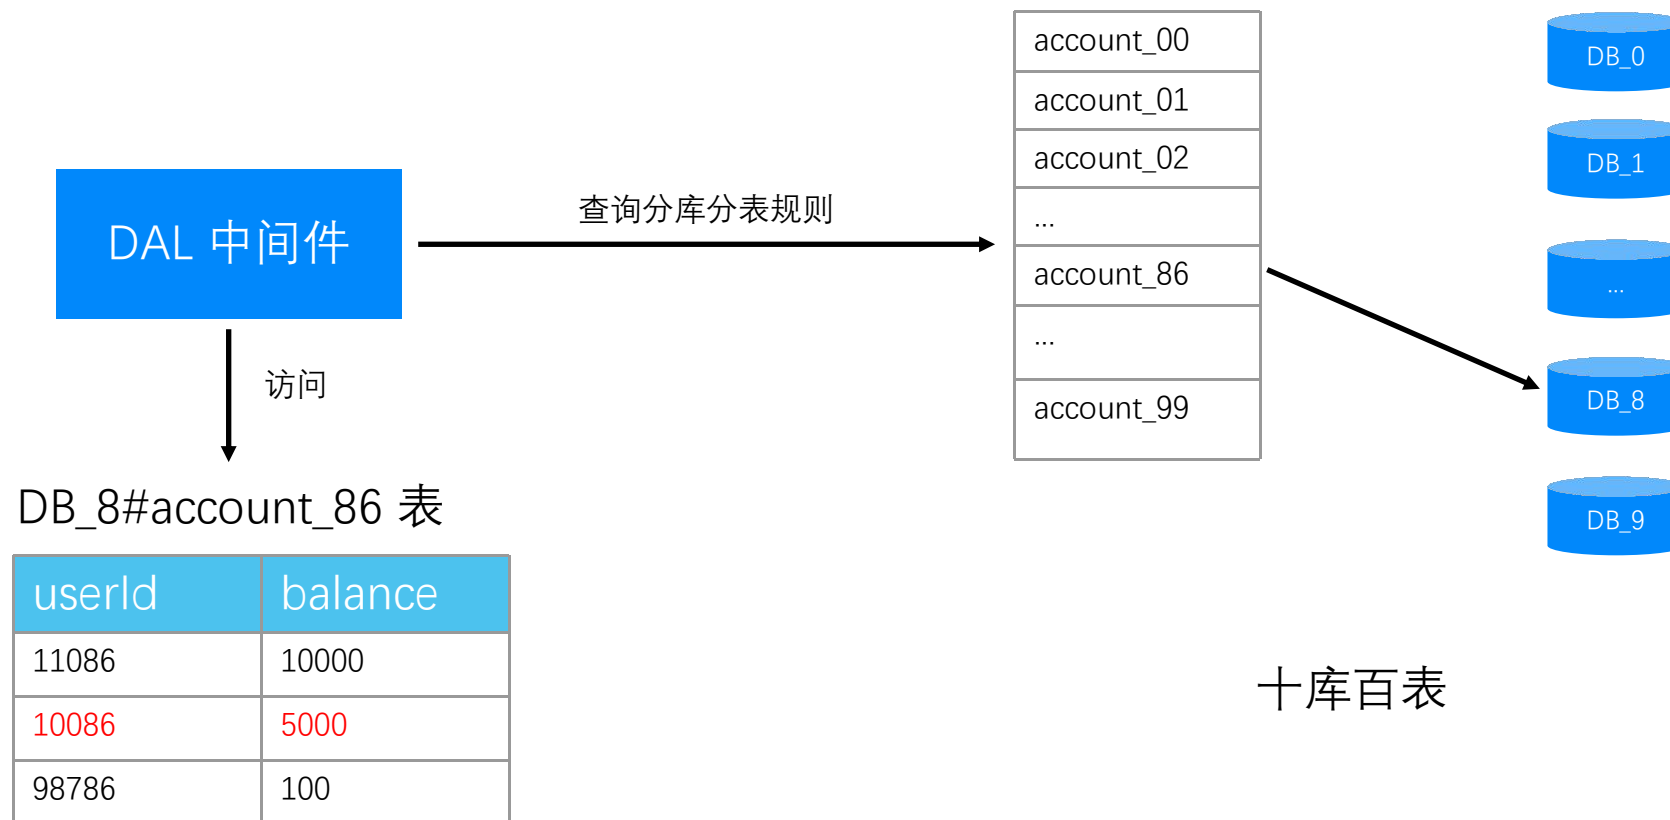 DAL 中间件
查询分库分表规则
访问
account_00
account_01
account_02
...
account_86
...
account_99
DB_0
DB_1
...
DB_8
DB_9
DB_8#account_86 表
userId balance
11086 10000
10086 5000
98786 100
十库百表